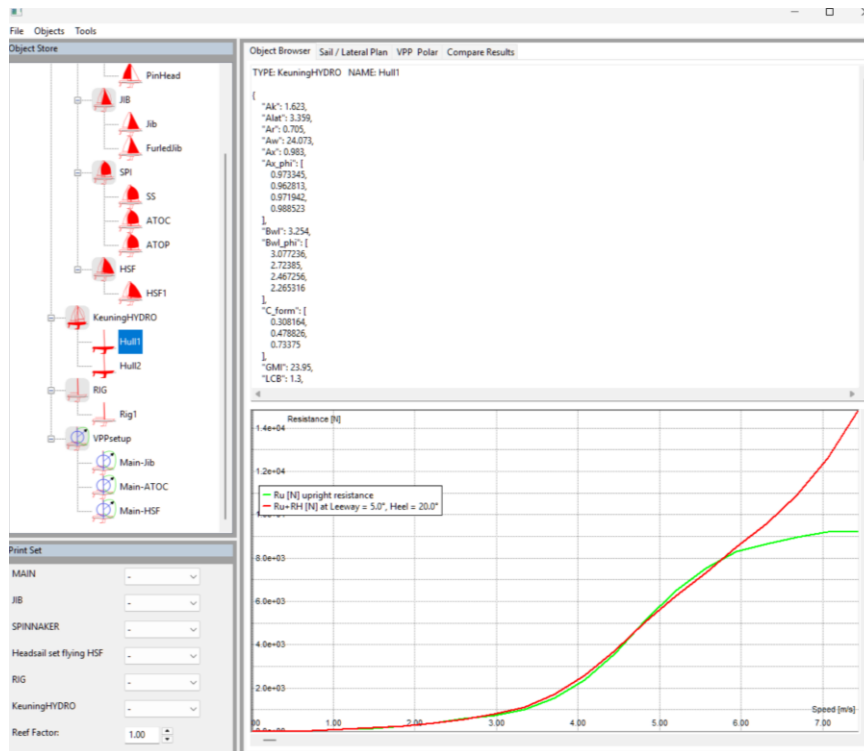 File Objects Tools
Object Store
PinHead
JIB
Jib
FurledJib
SPI
SS
ATOC
ATOP
HSF
HSF1
KeuningHYDRO
Hull1
Hull2
RIG
Rig1
VPPsetup
Main-Jib
Main-ATOC
Main-HSF
Print Set
MAIN -
JIB -
SPINNAKER -
Headsail set flying HSF -
RIG -
KeuningHYDRO -
Reef Factor: 1.00
Object Browser Sail / Lateral Plan VPP Polar Compare Results
TYPE: KeuningHYDRO NAME: Hull1
{
"Ak": 1.623,
"Alat": 3.359,
"Ar": 0.705,
"Aw": 24.073,
"Ax": 0.983,
"Ax_phi": [
0.973345,
0.962813,
0.971942,
0.988523
],
"Bwl": 3.254,
"Bwl_phi": [
3.077236,
2.72385,
2.467256,
2.265316
],
"C_form": [
0.308164,
0.478826,
0.73375
],
"GMI": 23.95,
"LCB": 1.3,
Resistance [N]
1.4e+04
1.2e+04
1.0e+04
Ru [N] upright resistance
Ru+RH [N] at Leeway = 5.0°, Heel = 20.0°
8.0e+03
6.0e+03
4.0e+03
2.0e+03
Speed [m/s]
1.00 2.00 3.00 4.00 5.00 6.00 7.00